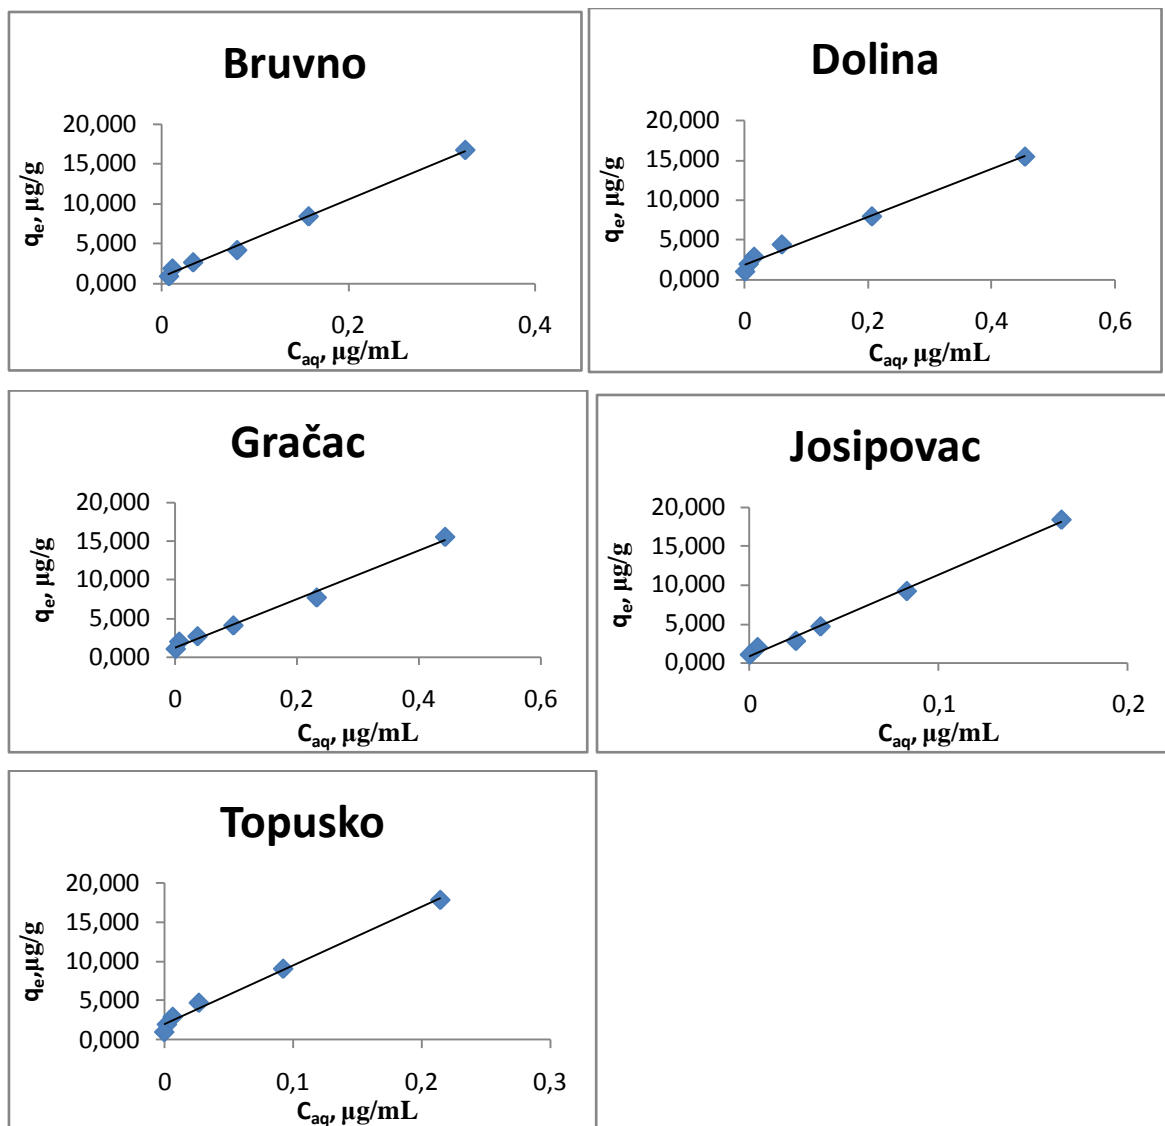 Bruvno
20,000
15,000
10,000
5,000
0,000
qe, µg/g
0
0,2
0,4
Caq, µg/mL
Dolina
20,000
15,000
10,000
5,000
0,000
qe, µg/g
0
0,2
0,4
0,6
Caq, µg/mL
Gračac
20,000
15,000
10,000
5,000
0,000
qe, µg/g
0
0,2
0,4
0,6
Caq, µg/mL
Josipovac
20,000
15,000
10,000
5,000
0,000
qe, µg/g
0
0,1
0,2
Caq, µg/mL
Topusko
20,000
15,000
10,000
5,000
0,000
qe,µg/g
0
0,1
0,2
0,3
Caq, µg/mL